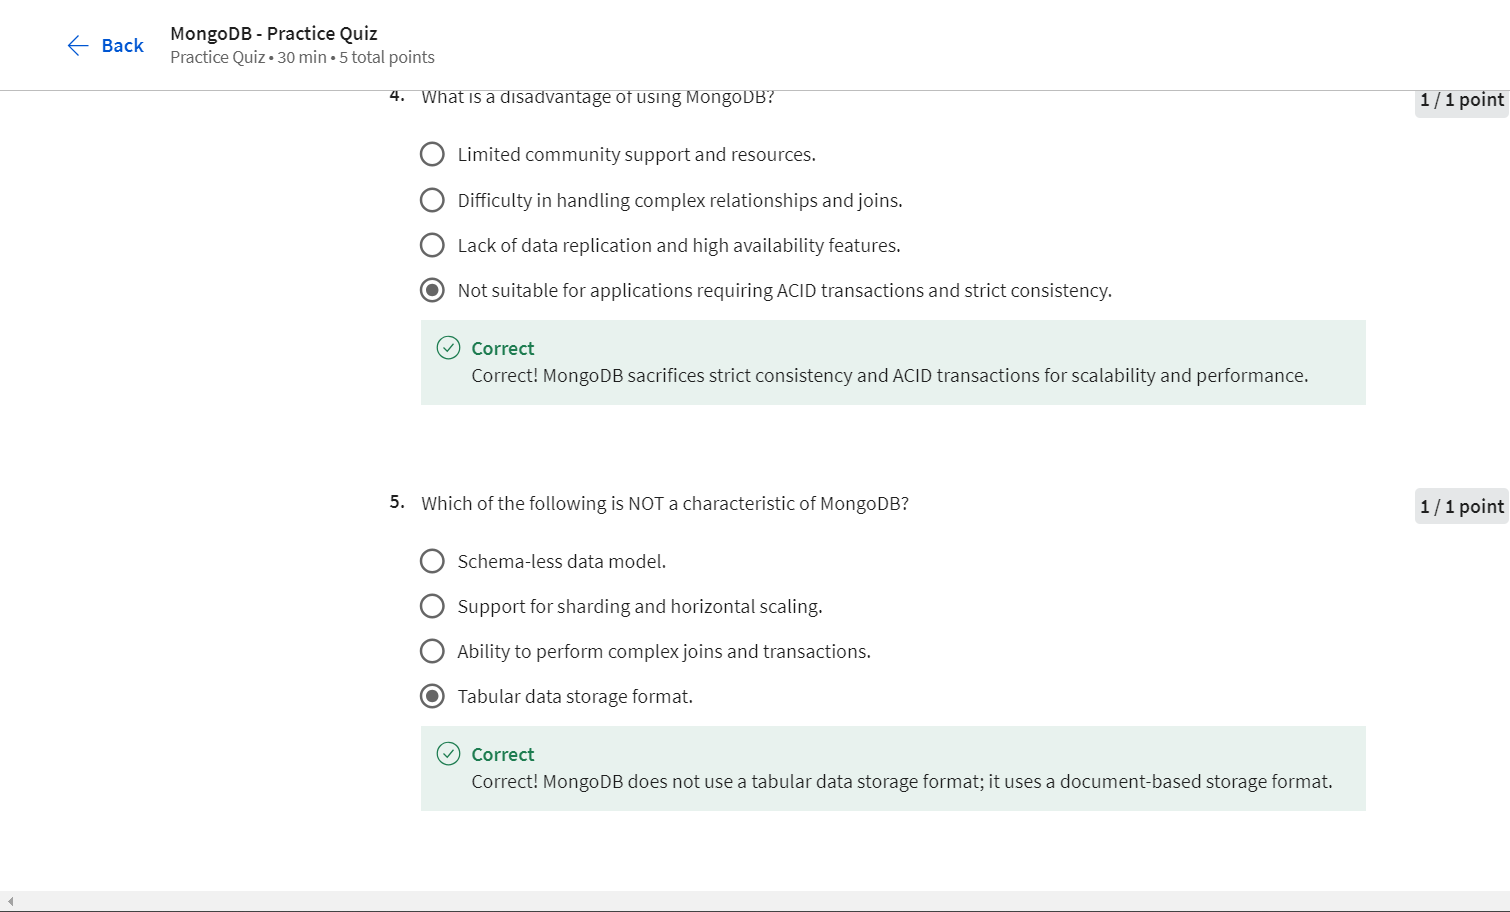 Back
MongoDB - Practice Quiz
Practice Quiz • 30 min • 5 total points
4. What is a disadvantage of using MongoDB?
1 / 1 point
Limited community support and resources.
Difficulty in handling complex relationships and joins.
Lack of data replication and high availability features.
Not suitable for applications requiring ACID transactions and strict consistency.
Correct
Correct! MongoDB sacrifices strict consistency and ACID transactions for scalability and performance.
5. Which of the following is NOT a characteristic of MongoDB?
1 / 1 point
Schema-less data model.
Support for sharding and horizontal scaling.
Ability to perform complex joins and transactions.
Tabular data storage format.
Correct
Correct! MongoDB does not use a tabular data storage format; it uses a document-based storage format.